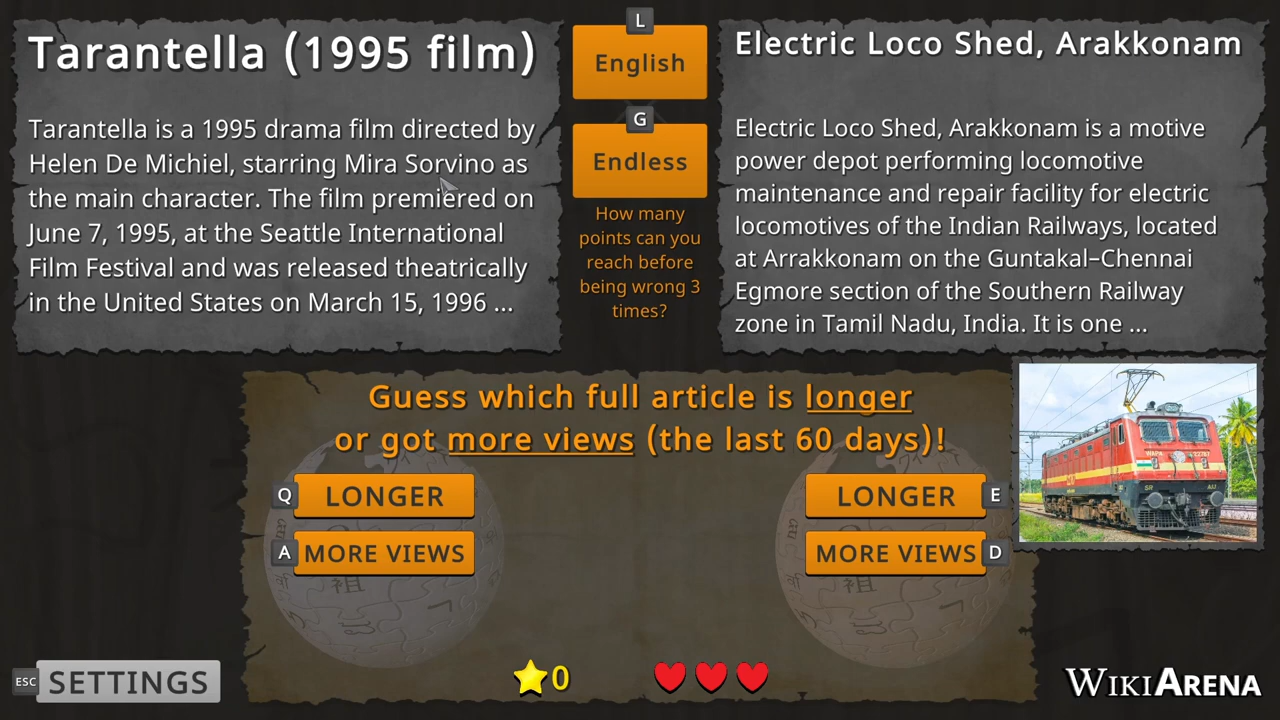 Tarantella (1995 film)
Tarantella is a 1995 drama film directed by
Helen De Michiel, starring Mira Sorvino as
the main character. The film premiered on
June 7, 1995, at the Seattle International
Film Festival and was released theatrically
in the United States on March 15, 1996 ...
L
English
G
Endless
How many
points can you
reach before
being wrong 3
times?
Electric Loco Shed, Arakkonam
Electric Loco Shed, Arakkonam is a motive
power depot performing locomotive
maintenance and repair facility for electric
locomotives of the Indian Railways, located
at Arrakkonam on the Guntakal–Chennai
Egmore section of the Southern Railway
zone in Tamil Nadu, India. It is one ...
Guess which full article is longer
or got more views (the last 60 days)!
Q LONGER
A MORE VIEWS
LONGER E
MORE VIEWS D
ESC SETTINGS
0
WIKIARENA